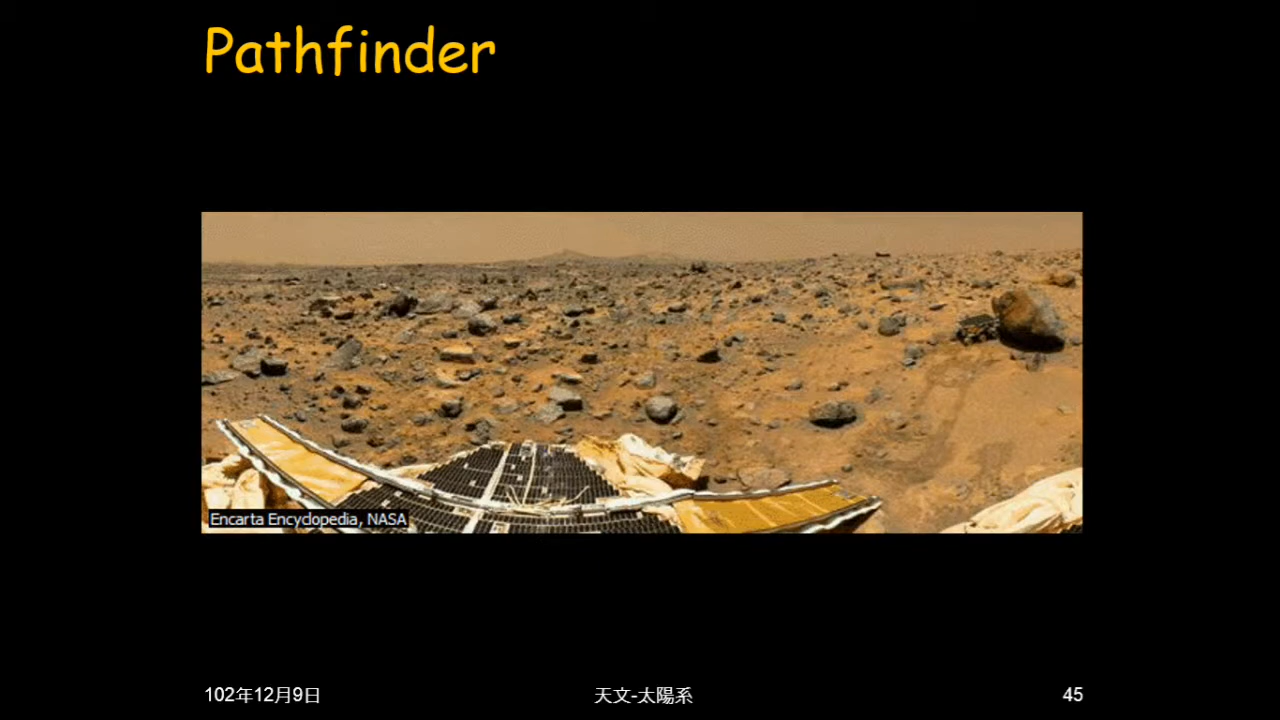 Pathfinder
Encarta Encyclopedia, NASA
102年12月9日
天文-太陽系
45